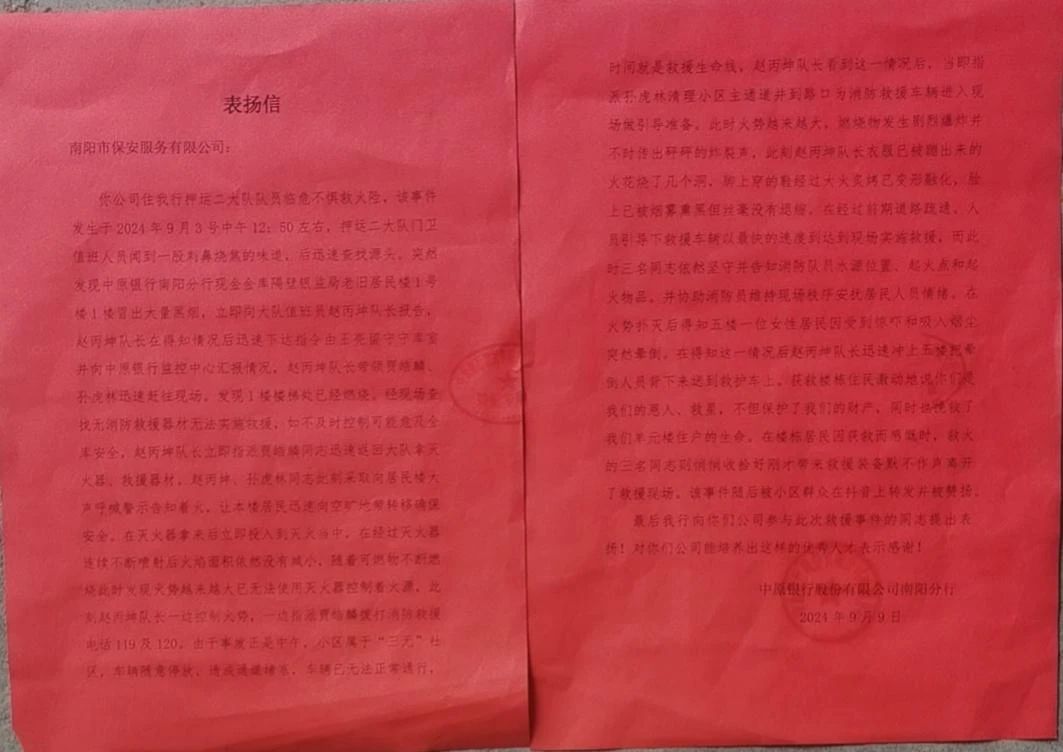 表扬信
南阳市保安服务有限公司：
你公司住我行押运二大队队员临危不惧救火险，该事件
发生于2024年9月3号中午12：50左右，押运二大队门卫
值班人员闻到一股刺鼻烧焦的味道，后迅速查找源头，突然
发现中原银行南阳分行现金金库隔壁银监局老旧居民楼1号
楼1楼冒出大量黑烟，立即向大队值班员赵丙坤队长报告，
赵丙坤队长在得知情况后迅速下达指令由王亮留守守库室
并向中原银行监控中心汇报情况，赵丙坤队长带领贾皓麟、
孙虎林迅速赶往现场，发现1楼楼梯处已经燃烧，经现场查
找无消防救援器材无法实施救援，如不及时控制可能危及金
库安全，赵丙坤队长立即指派贾皓麟同志迅速返回大队拿灭
火器、救援器材，赵丙坤、孙虎林同志此刻采取向居民楼大
声呼喊警示告知着火，让本楼居民迅速向空旷地带转移确保
安全，在灭火器拿来后立即投入到灭火当中，在经过灭火器
连续不断喷射后火焰面积依然没有减小，随着可燃物不断燃
烧此时发现火势越来越大已无法使用灭火器控制着火源，此
刻赵丙坤队长一边控制火势，一边指派贾皓麟拨打消防救援
电话119及120，由于事发正是中午，小区属于“三无”社
区，车辆随意停放，造成通道堵塞，车辆已无法正常通行，
时间就是救援生命线，赵丙坤队长看到这一情况后，当即指
派孙虎林清理小区主通道并到路口为消防救援车辆进入现
场做引导准备。此时火势越来越大，燃烧物发生剧烈爆炸并
不时传出砰砰的炸裂声，此刻赵丙坤队长衣服已被蹦出来的
火花烧了几个洞，脚上穿的鞋经过大火炙烤已变形融化，脸
上已被烟雾熏黑但丝毫没有退缩。在经过前期道路疏通、人
员引导下救援车辆以最快的速度到达现场实施救援，而此
时三名同志依然坚守并告知消防队员水源位置、起火点和起
火物品，并协助消防员维持现场秩序安抚居民人员情绪。在
火势扑灭后得知五楼一位女性居民因受到惊吓和吸入烟尘
突然晕倒，在得知这一情况后赵丙坤队长迅速冲上五楼把晕
倒人员背下来送到救护车上，获救楼栋住民激动地说你们是
我们的恩人、救星，不但保护了我们的财产，同时也挽救了
我们单元楼住户的生命。在楼栋居民因获救而感慨时，救火
的三名同志则悄悄收拾好刚才带来救援装备默不作声离开
了救援现场。该事件随后被小区群众在抖音上转发并被赞扬。
最后我行向你们公司参与此次救援事件的同志提出表
扬！对你们公司能培养出这样的优秀人才表示感谢！
中原银行股份有限公司南阳分行
2024年9月9日